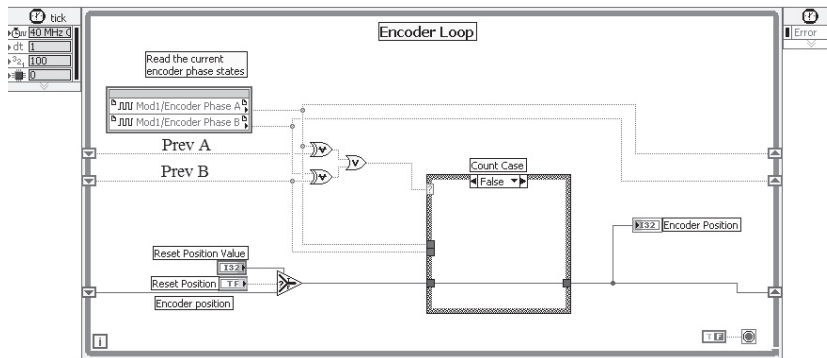 tick
Encoder Loop
40 MHz
Error
dt 1
100
0
Read the current
encoder phase states
Mod1/Encoder Phase A
Mod1/Encoder Phase B
Prev A
Prev B
Count Case
False
?
I32 Encoder Position
Reset Position Value
I32
Reset Position TF
?
Encoder position
i
T F